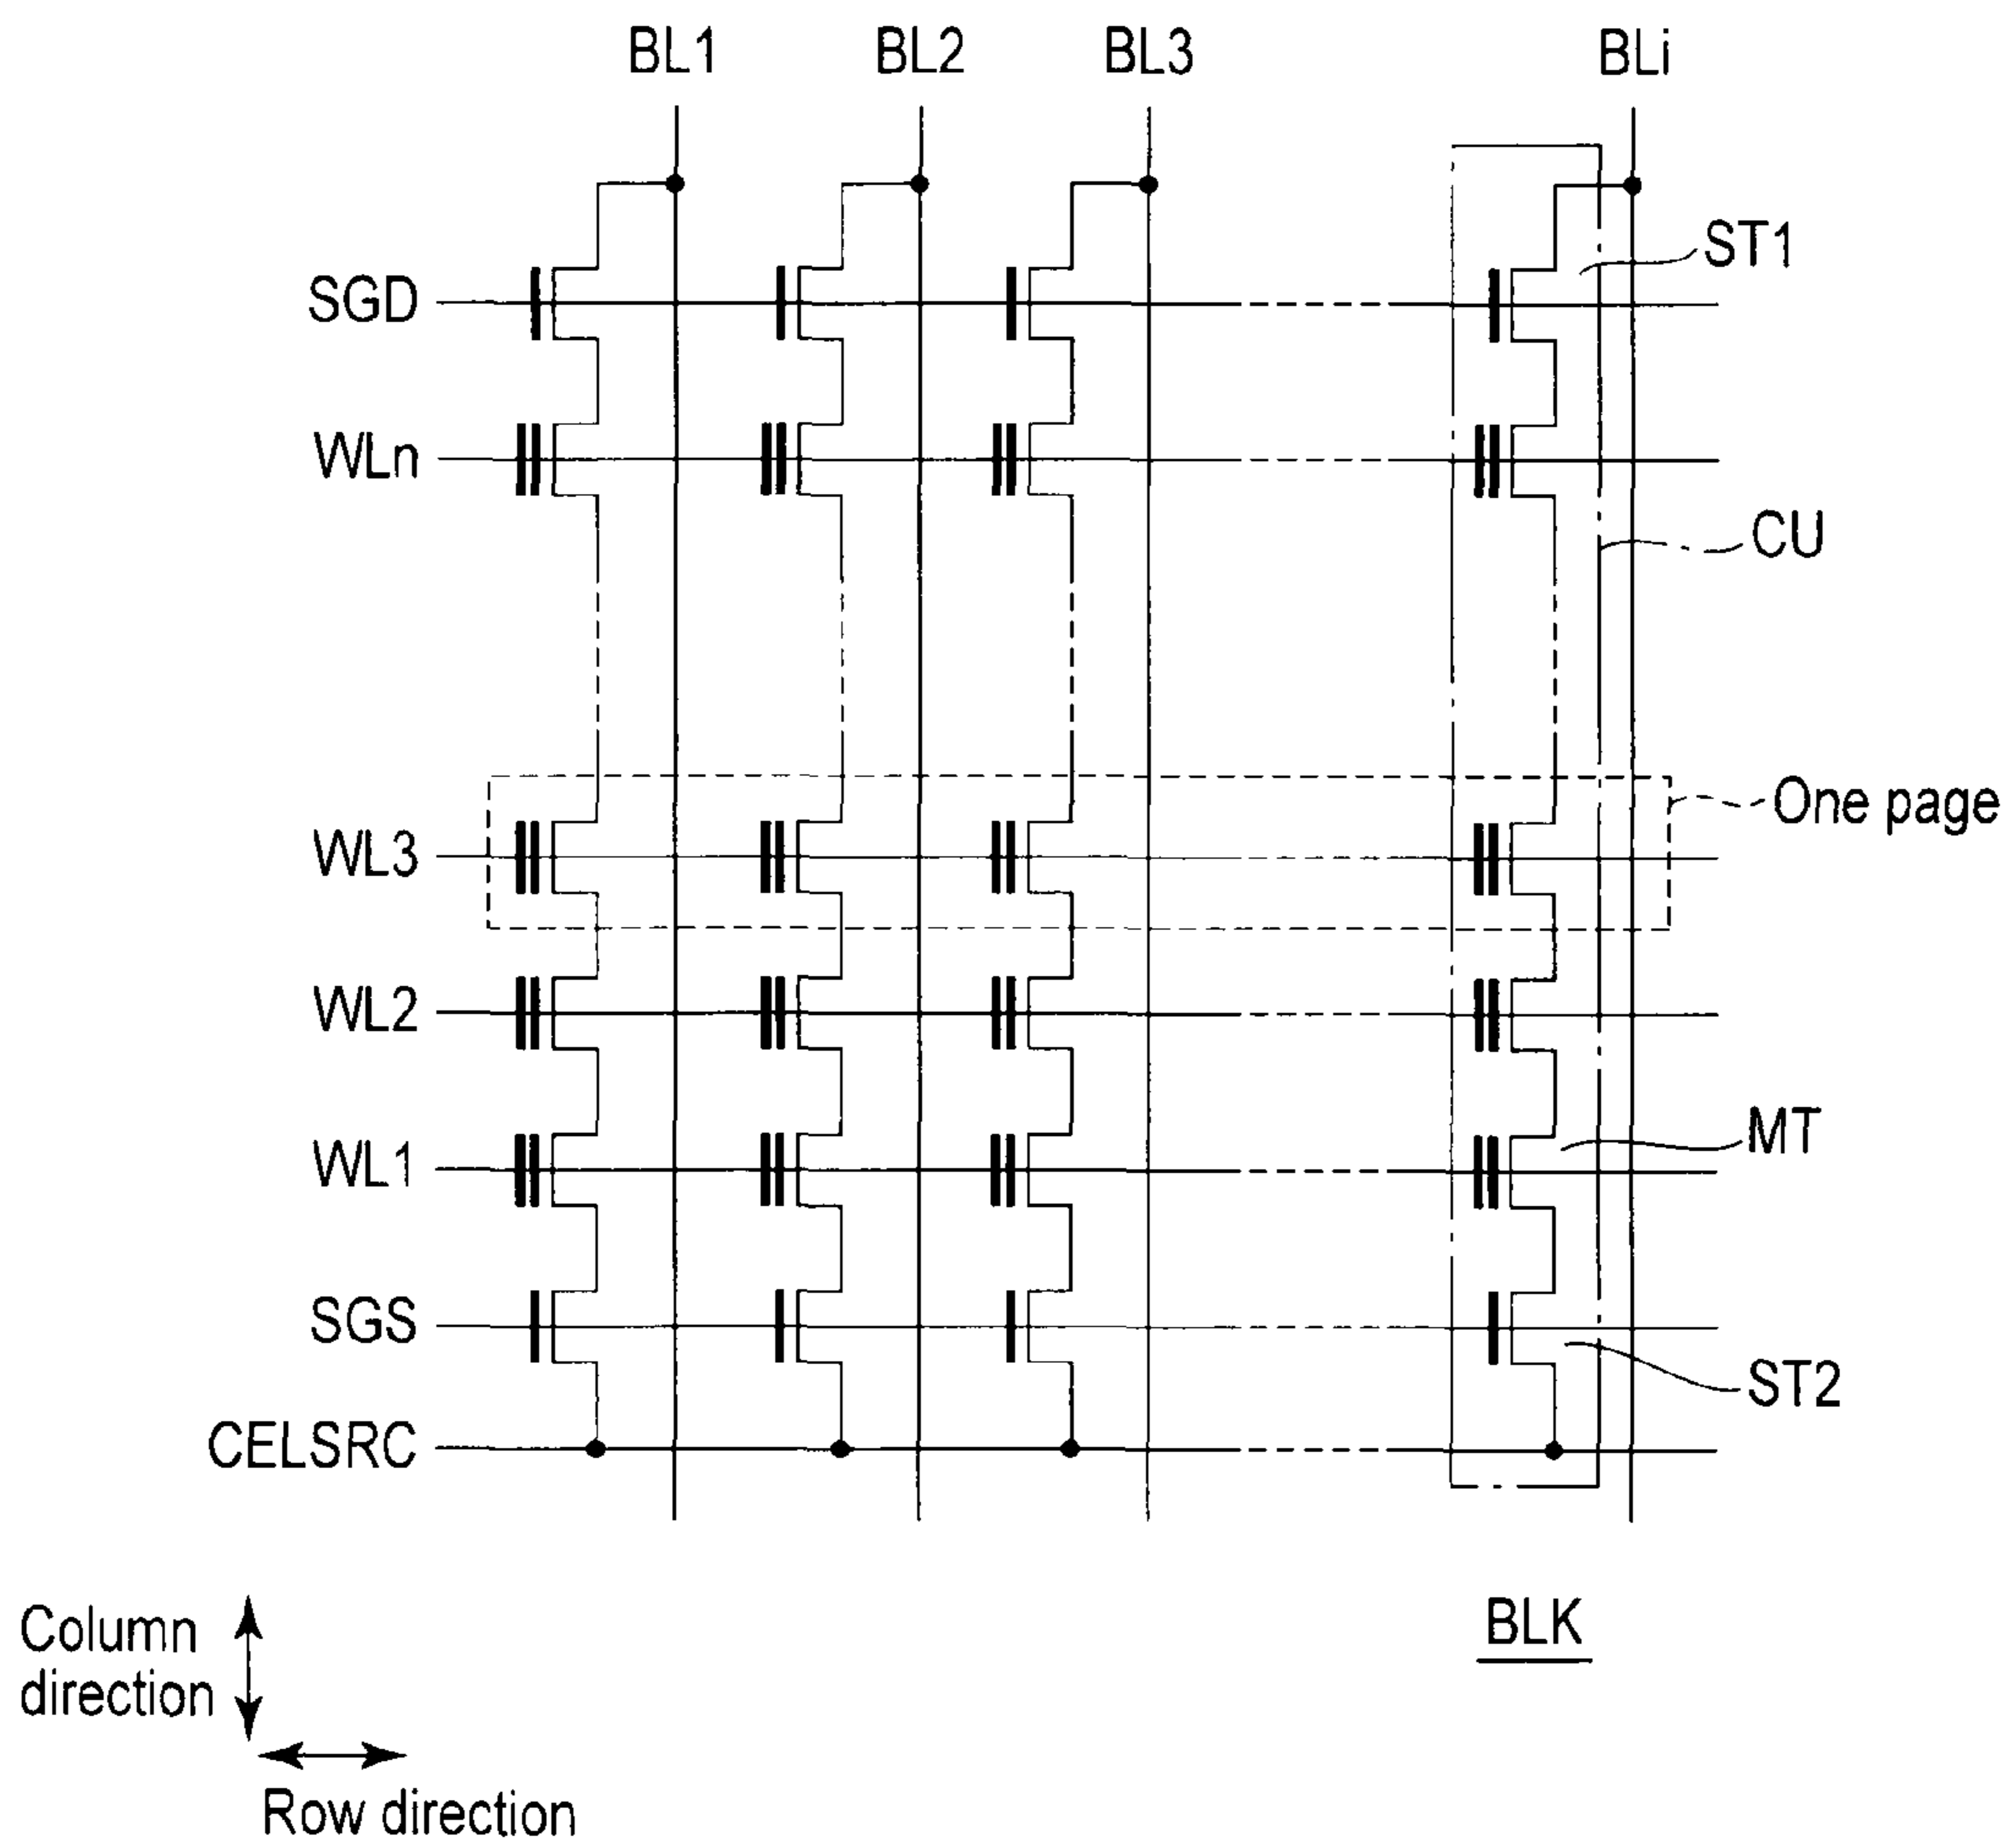 BL1 BL2 BL3 BLi
ST1
SGD
WLn
CU
One page
WL3
WL2
MT
WL1
SGS
ST2
CELSRC
BLK
Column
direction
Row direction